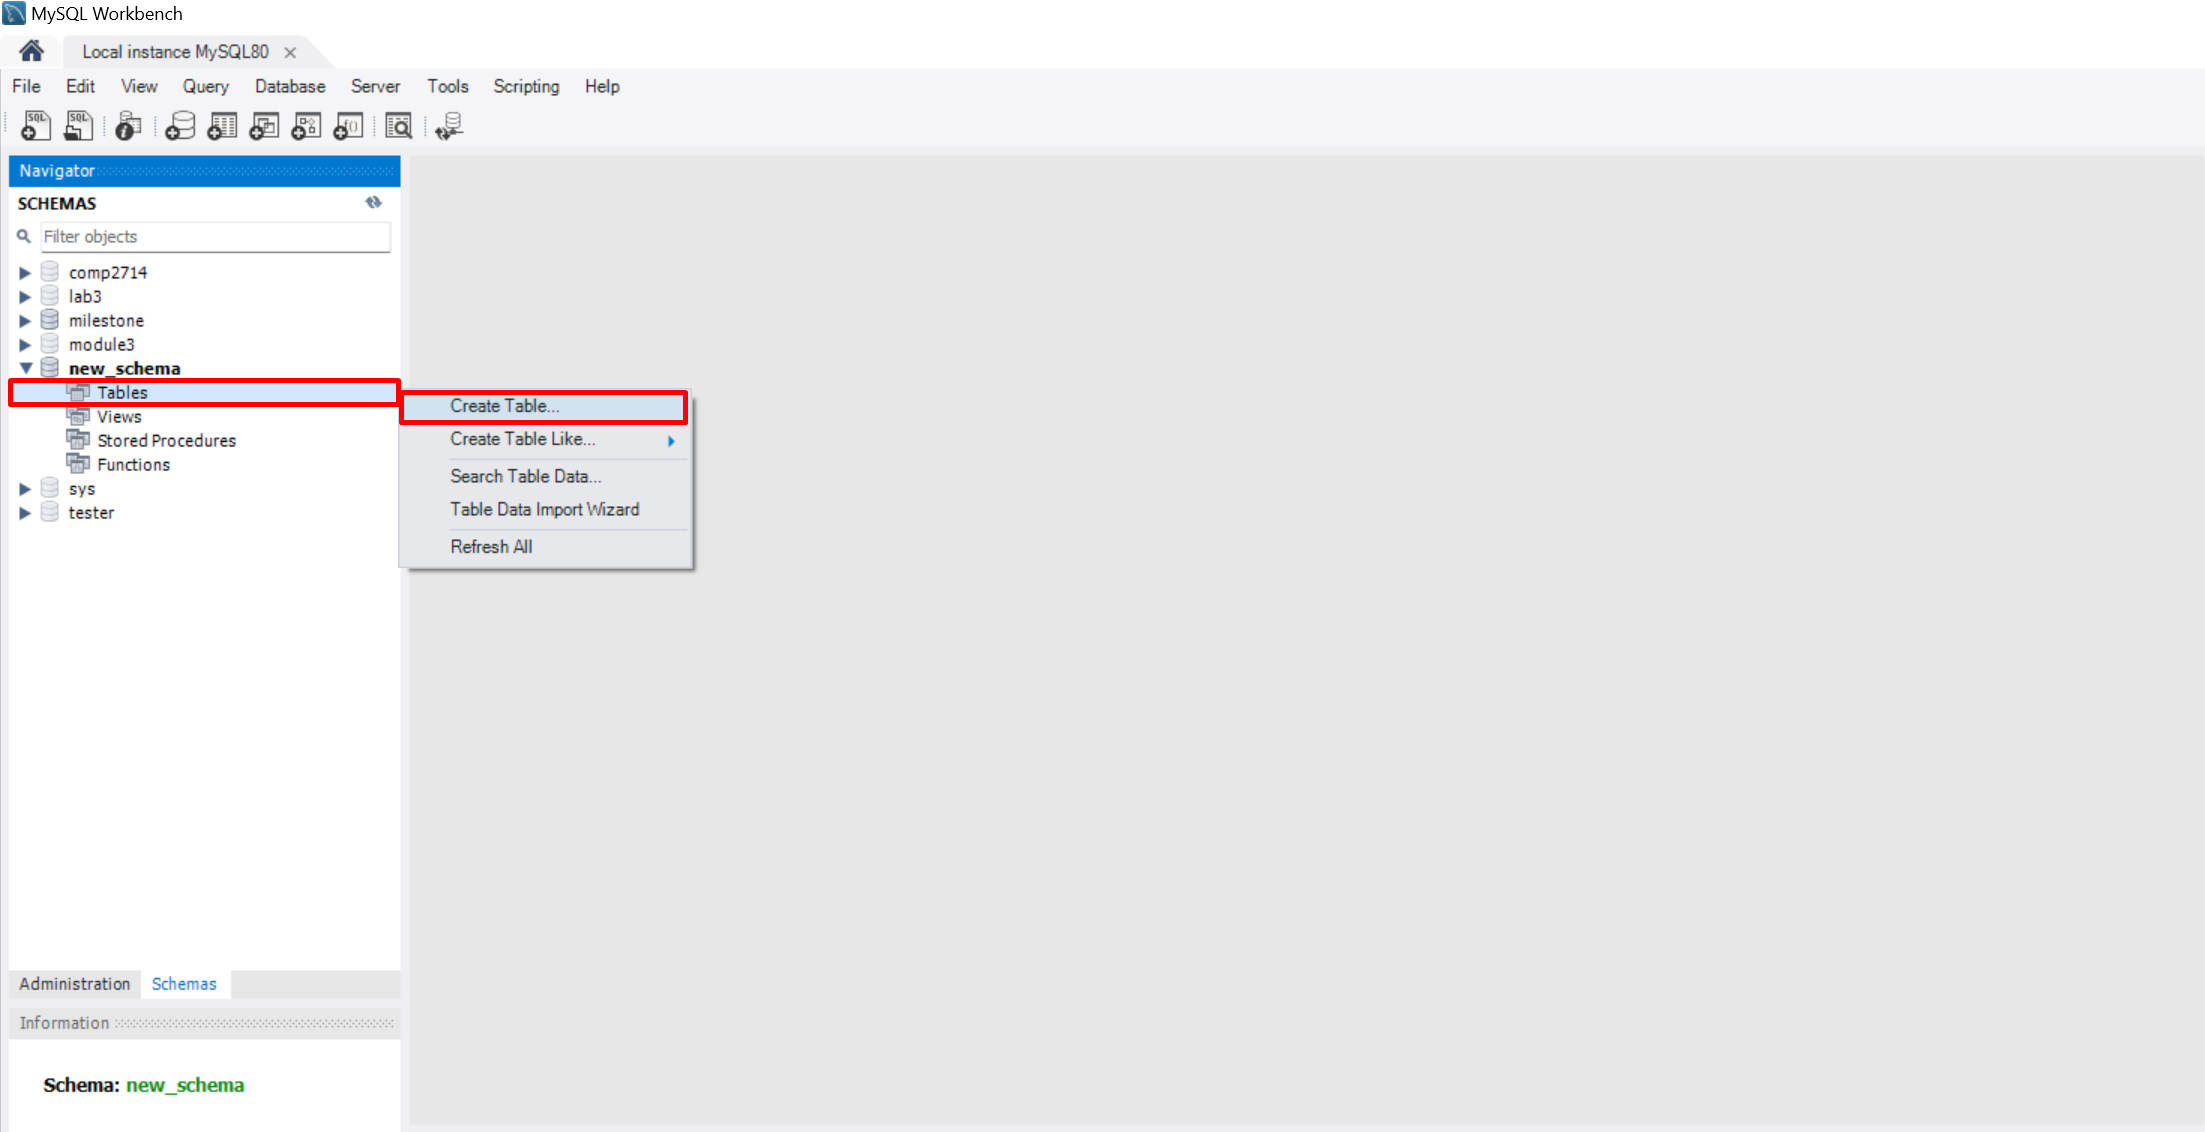 MySQL Workbench
Local instance MySQL80
File Edit View Query Database Server Tools Scripting Help
SQL SQL
Navigator
SCHEMAS
Filter objects
comp2714
lab3
milestone
module3
new_schema
Tables
Views
Stored Procedures
Functions
sys
tester
Create Table...
Create Table Like...
Search Table Data...
Table Data Import Wizard
Refresh All
Administration Schemas
Information
Schema: new_schema